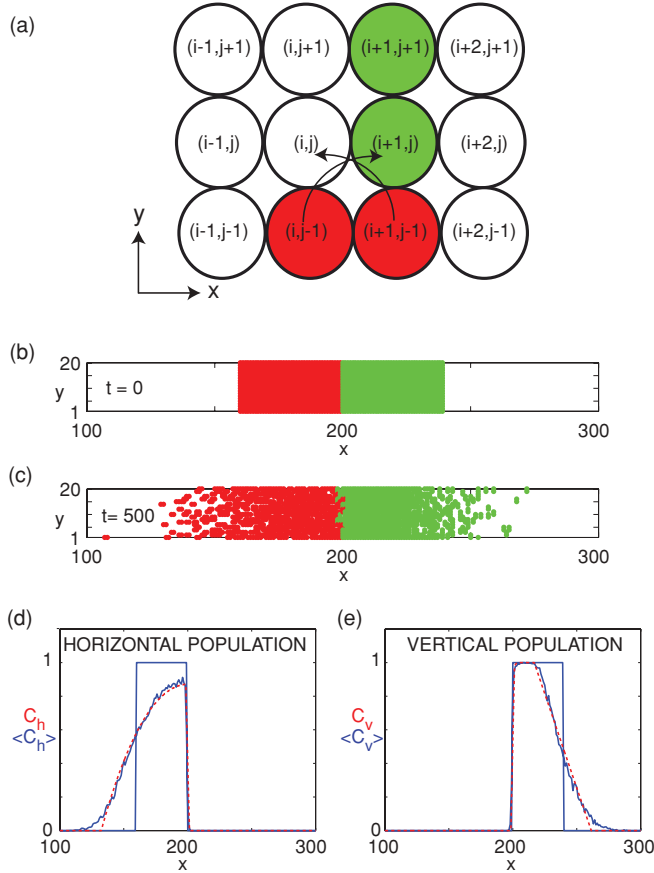 (a)
(i-1,j+1) (i,j+1) (i+1,j+1) (i+2,j+1)
(i-1,j) (i,j) (i+1,j) (i+2,j)
(i-1,j-1) (i,j-1) (i+1,j-1) (i+2,j-1)
y
x
(b)
20
y t = 0
1
100 200 300
x
(c)
20
y t= 500
1
100 200 300
x
(d) (e)
HORIZONTAL POPULATION VERTICAL POPULATION
1 1
C_h C_v
<C_h> <C_v>
0 0
100 200 300 100 200 300
x x